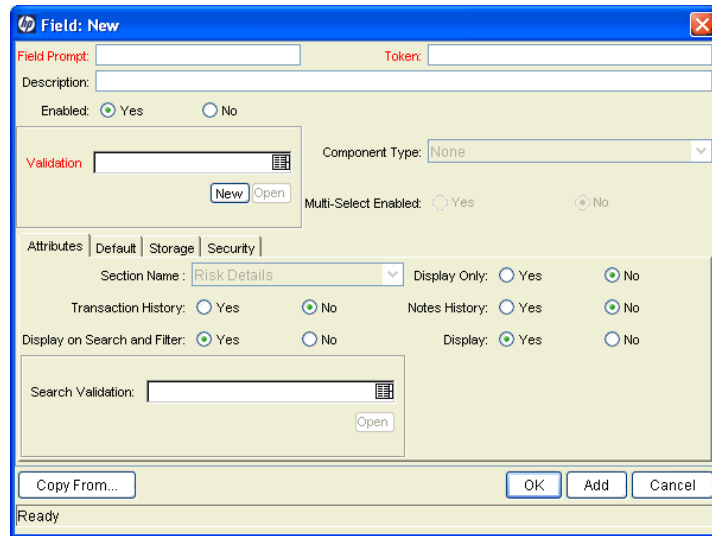 hp Field: New
Field Prompt: Token:
Description:
Enabled: Yes No
Validation
Component Type: None
New Open
Multi-Select Enabled: Yes No
Attributes Default Storage Security
Section Name : Risk Details Display Only: Yes No
Transaction History: Yes No Notes History: Yes No
Display on Search and Filter: Yes No Display: Yes No
Search Validation:
Open
Copy From... OK Add Cancel
Ready